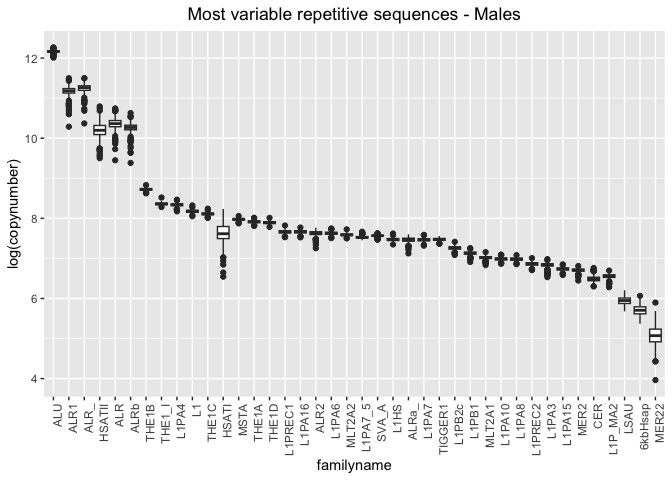 Most variable repetitive sequences - Males
log(copynumber)
12
10
8
6
4
ALU
ALR1
ALR_
HSATII
ALR
ALRb
THE1B
THE1_I
L1PA4
L1
THE1C
HSATI
MSTA
THE1A
THE1D
L1PREC1
L1PA16
ALR2
L1PA6
MLT2A2
L1PA7_5
SVA_A
L1HS
ALRa_
L1PA7
TIGGER1
L1PB2c
L1PB1
MLT2A1
L1PA10
L1PA8
L1PREC2
L1PA3
L1PA15
MER2
CER
L1P_MA2
LSAU
6kbHsap
MER22
familyname